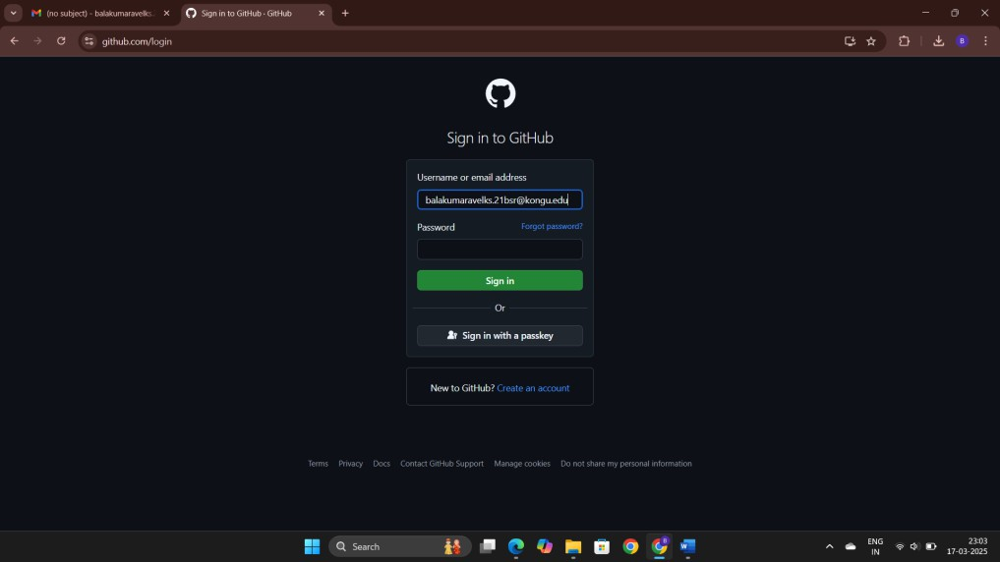 (no subject) - balakumaravelks.
Sign in to GitHub · GitHub
github.com/login
B
Sign in to GitHub
Username or email address
balakumaravelks.21bsr@kongu.edu
Password
Forgot password?
Sign in
Or
Sign in with a passkey
New to GitHub? Create an account
Terms
Privacy
Docs
Contact GitHub Support
Manage cookies
Do not share my personal information
Search
ENG
IN
23:03
17-03-2025